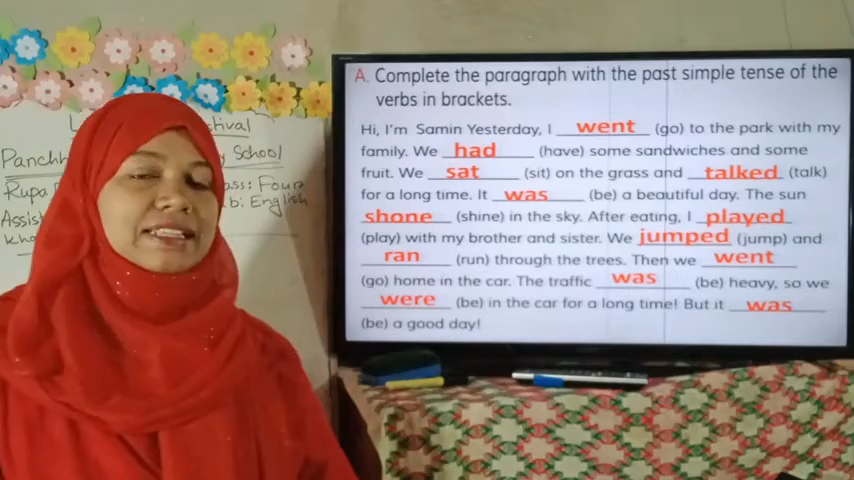 L stival
Panchh y School
Rupa ass: Four
Assis b: English
Kha
A. Complete the paragraph with the past simple tense of the
verbs in brackets.
Hi, I'm Samin Yesterday, I went (go) to the park with my
family. We had (have) some sandwiches and some
fruit. We sat (sit) on the grass and talked (talk)
for a long time. It was (be) a beautiful day. The sun
shone (shine) in the sky. After eating, I played
(play) with my brother and sister. We jumped (jump) and
ran (run) through the trees. Then we went
(go) home in the car. The traffic was (be) heavy, so we
were (be) in the car for a long time! But it was
(be) a good day!